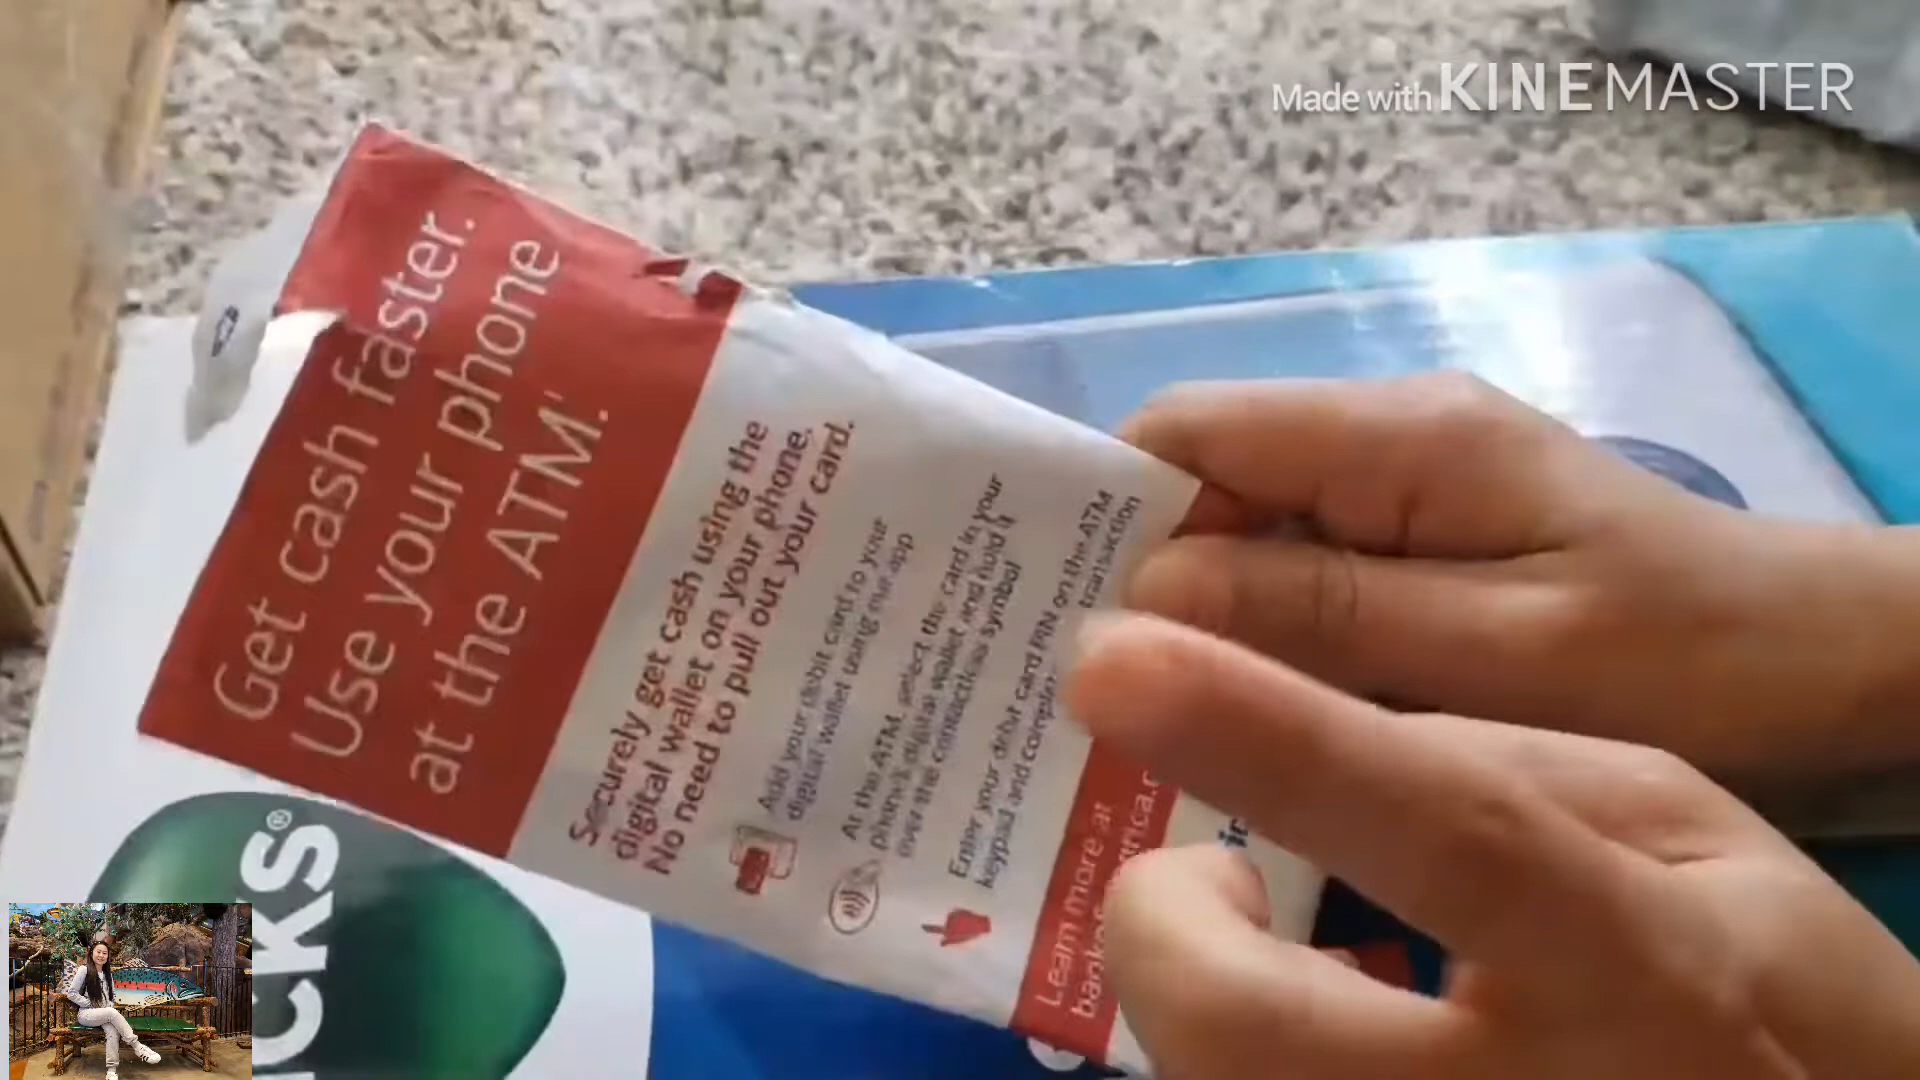 Made with KINEMASTER
Get cash faster.
Use your phone
at the ATM.
Securely get cash using the
digital wallet on your phone.
No need to pull out your card.
Add your debit card to your
digital wallet using our app
At the ATM, select the card in your
phone's digital wallet and hold it
over the contactless symbol
Enter your debit card PIN on the ATM
keypad and complete transaction
Learn more at
CKS®